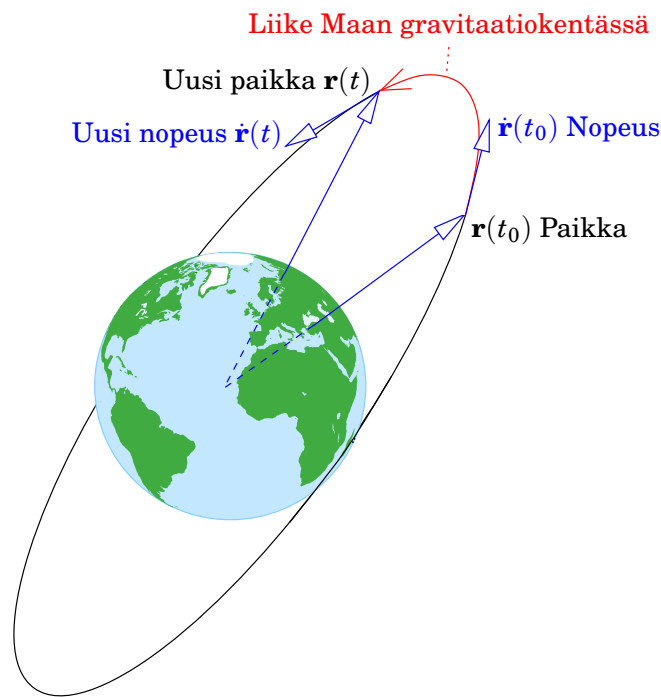 Liike Maan gravitaatiokentässä
Uusi paikka r(t)
Uusi nopeus ṙ(t)
ṙ(t₀) Nopeus
r(t₀) Paikka